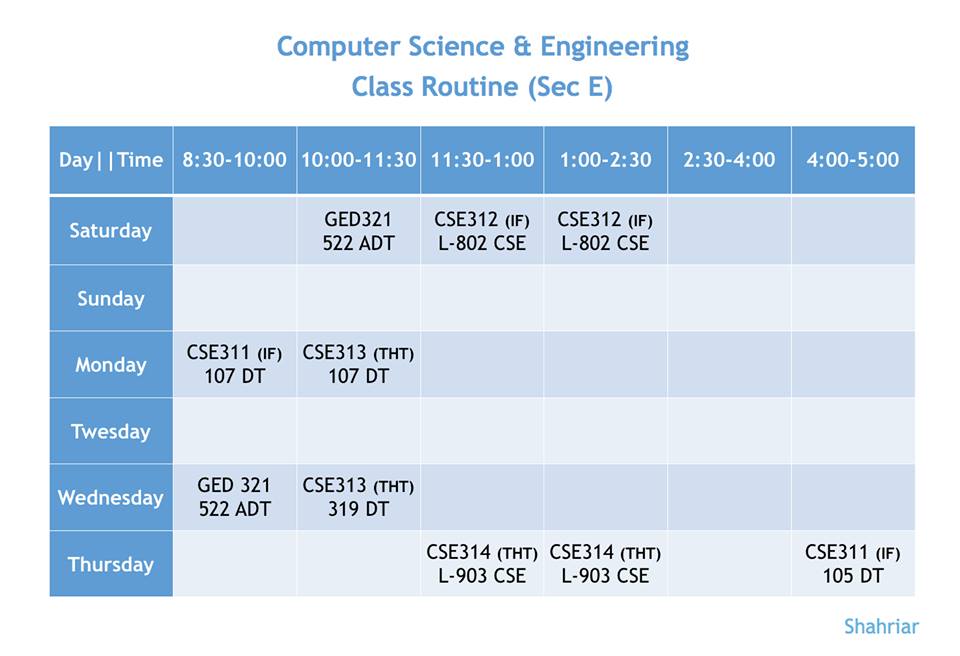 Computer Science & Engineering
Class Routine (Sec E)
Day||Time 8:30-10:00 10:00-11:30 11:30-1:00 1:00-2:30 2:30-4:00 4:00-5:00
Saturday
GED321 CSE312 (IF) CSE312 (IF)
522 ADT L-802 CSE L-802 CSE
Sunday
Monday
CSE311 (IF) CSE313 (THT)
107 DT 107 DT
Twesday
Wednesday
GED 321 CSE313 (THT)
522 ADT 319 DT
Thursday
CSE314 (THT) CSE314 (THT) CSE311 (IF)
L-903 CSE L-903 CSE 105 DT
Shahriar